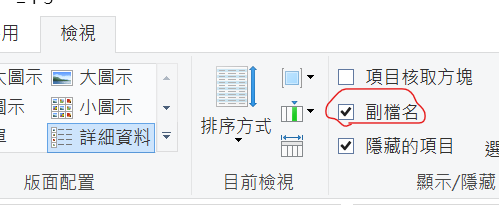 用
檢視
大圖示
大圖示
項目核取方塊
圖示
小圖示
副檔名
詳細資料
排序方式
隱藏的項目
版面配置
目前檢視
顯示/隱藏